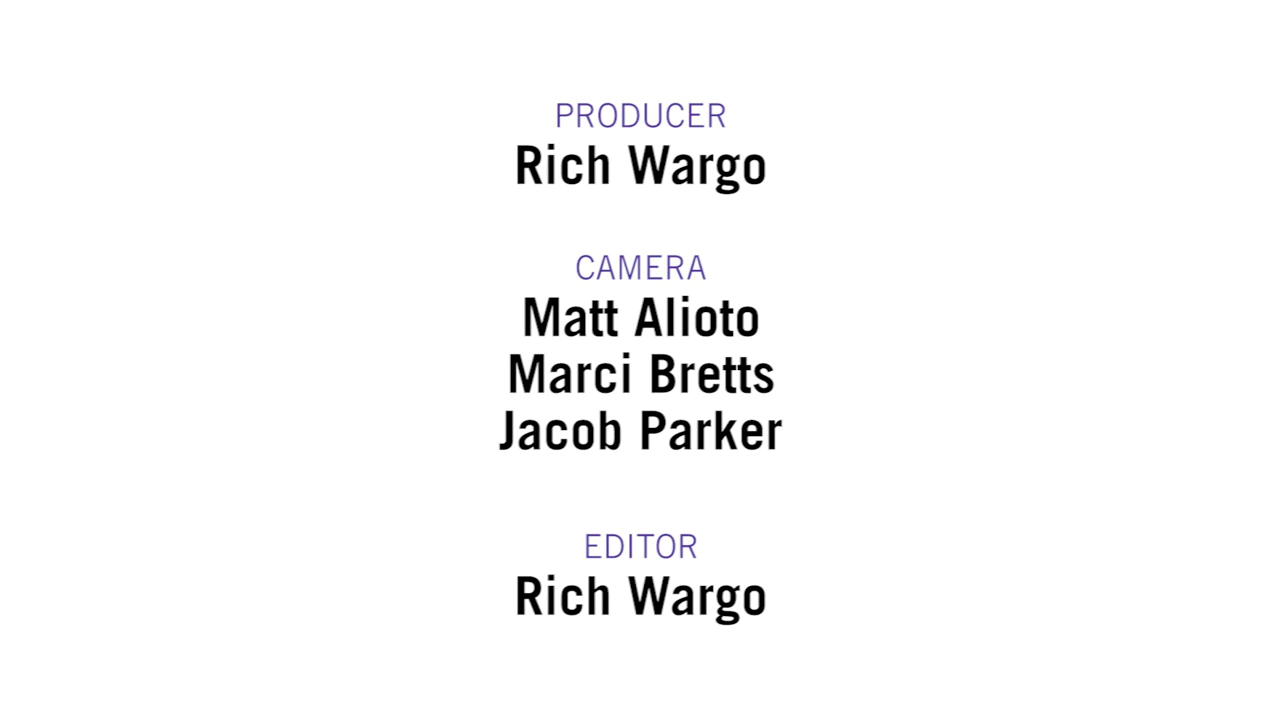 PRODUCER
Rich Wargo
CAMERA
Matt Alioto
Marci Bretts
Jacob Parker
EDITOR
Rich Wargo